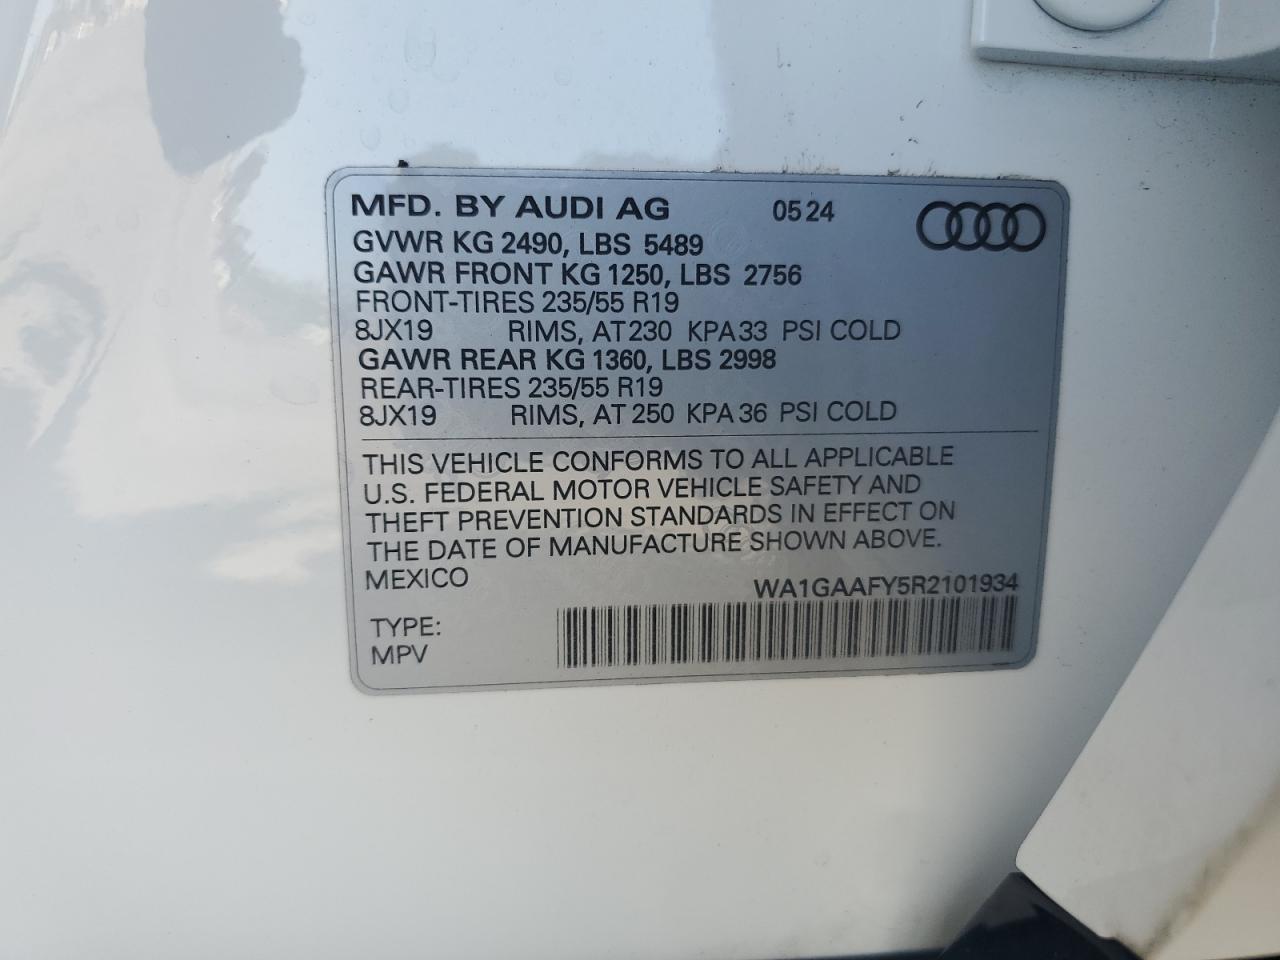 MFD. BY AUDI AG 05 24
GVWR KG 2490, LBS 5489
GAWR FRONT KG 1250, LBS 2756
FRONT-TIRES 235/55 R19
8JX19 RIMS, AT 230 KPA 33 PSI COLD
GAWR REAR KG 1360, LBS 2998
REAR-TIRES 235/55 R19
8JX19 RIMS, AT 250 KPA 36 PSI COLD
THIS VEHICLE CONFORMS TO ALL APPLICABLE
U.S. FEDERAL MOTOR VEHICLE SAFETY AND
THEFT PREVENTION STANDARDS IN EFFECT ON
THE DATE OF MANUFACTURE SHOWN ABOVE.
MEXICO WA1GAAFY5R2101934
TYPE:
MPV